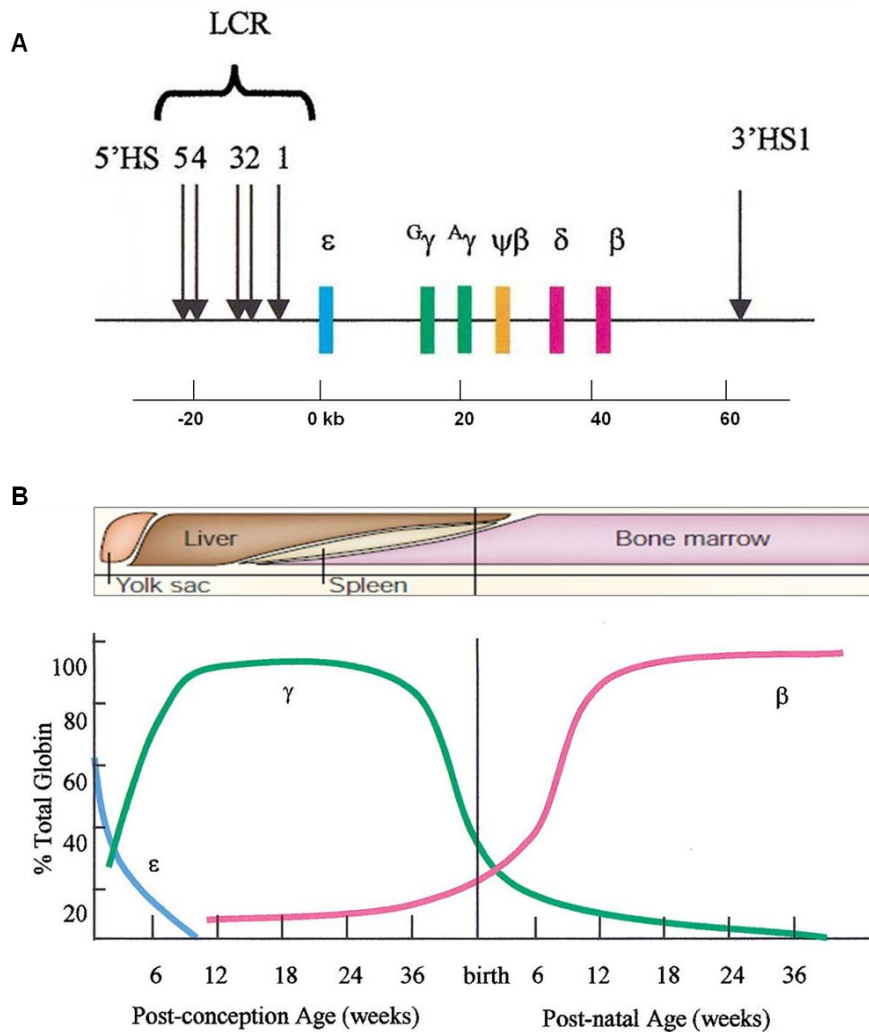 A
LCR
5'HS 54 32 1
3'HS1
ε ᴳγ ᴬγ ψβ δ β
-20 0 kb 20 40 60
B
Liver
Bone marrow
Yolk sac
Spleen
% Total Globin
100
80
60
40
20
γ
β
ε
6 12 18 24 36 birth 6 12 18 24 36
Post-conception Age (weeks) Post-natal Age (weeks)